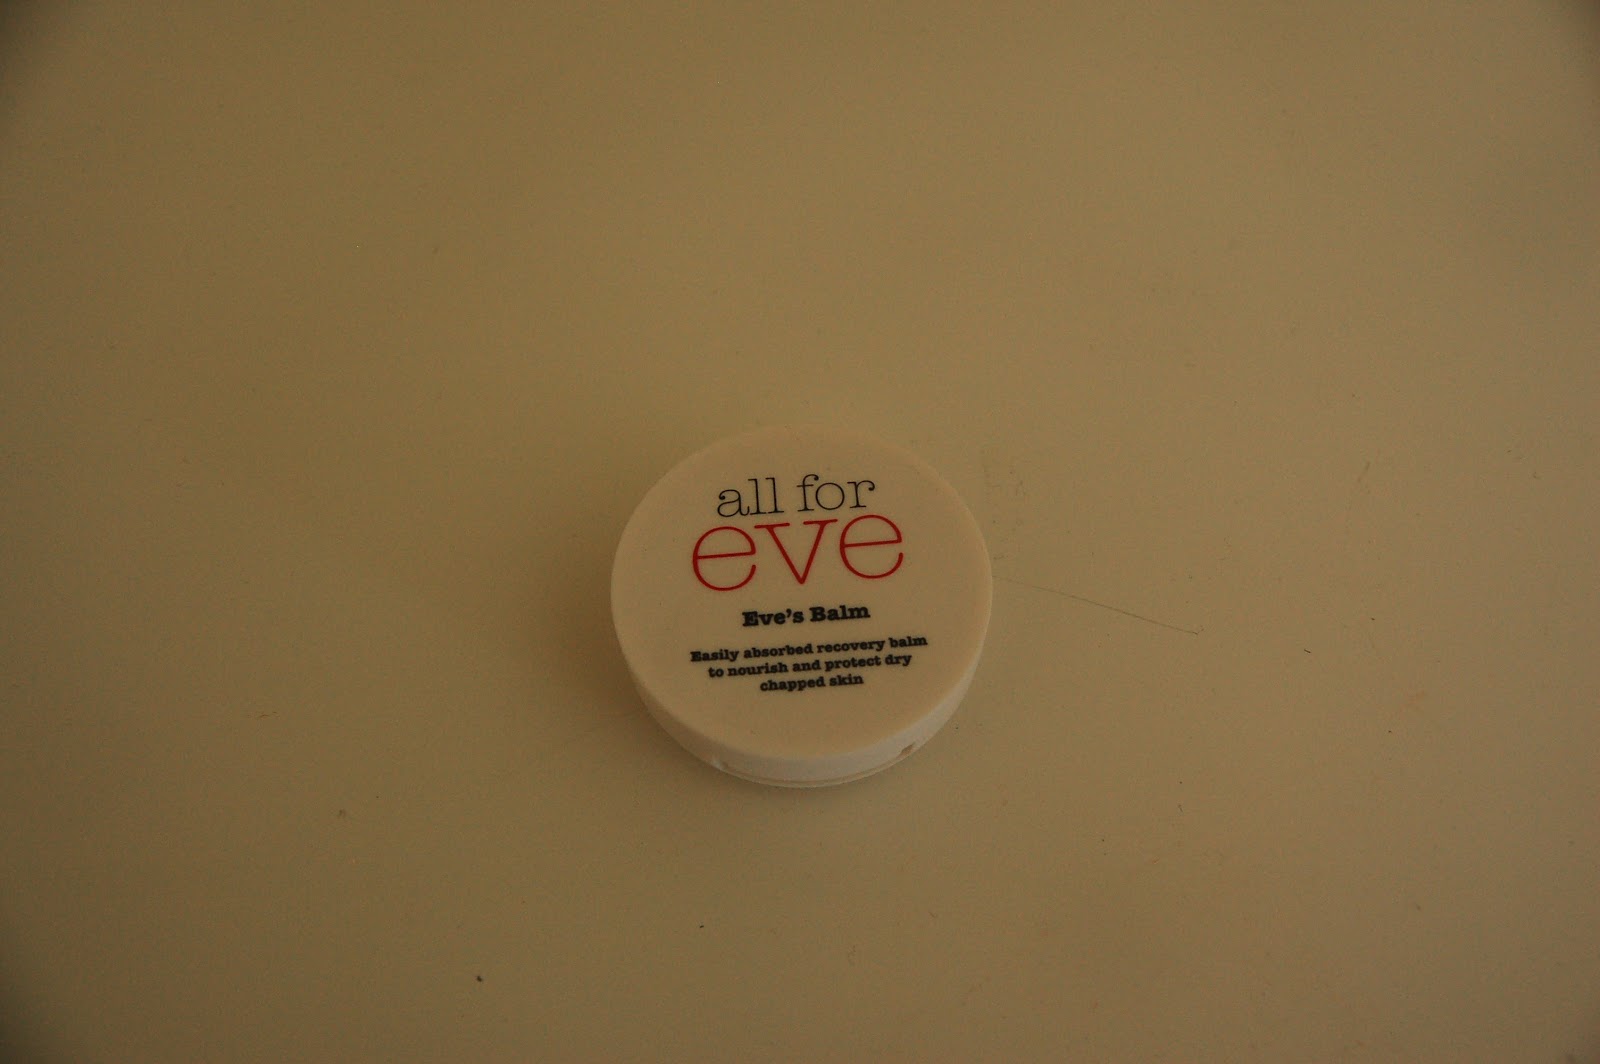 all for
eve
Eve's Balm
Easily absorbed recovery balm
to nourish and protect dry
chapped skin